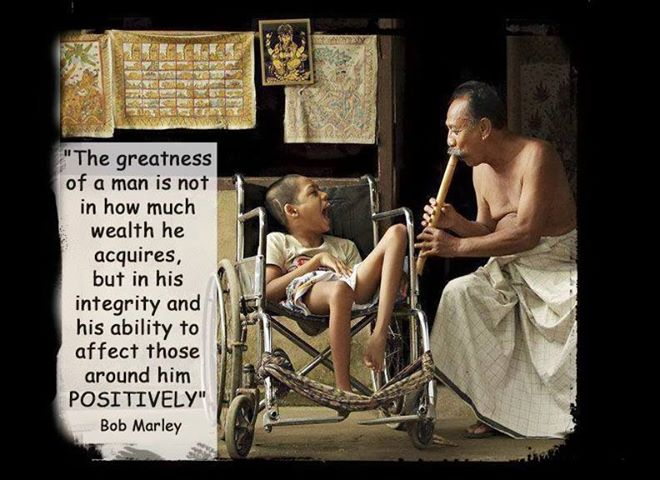 "The greatness
of a man is not
in how much
wealth he
acquires,
but in his
integrity and
his ability to
affect those
around him
POSITIVELY"
Bob Marley